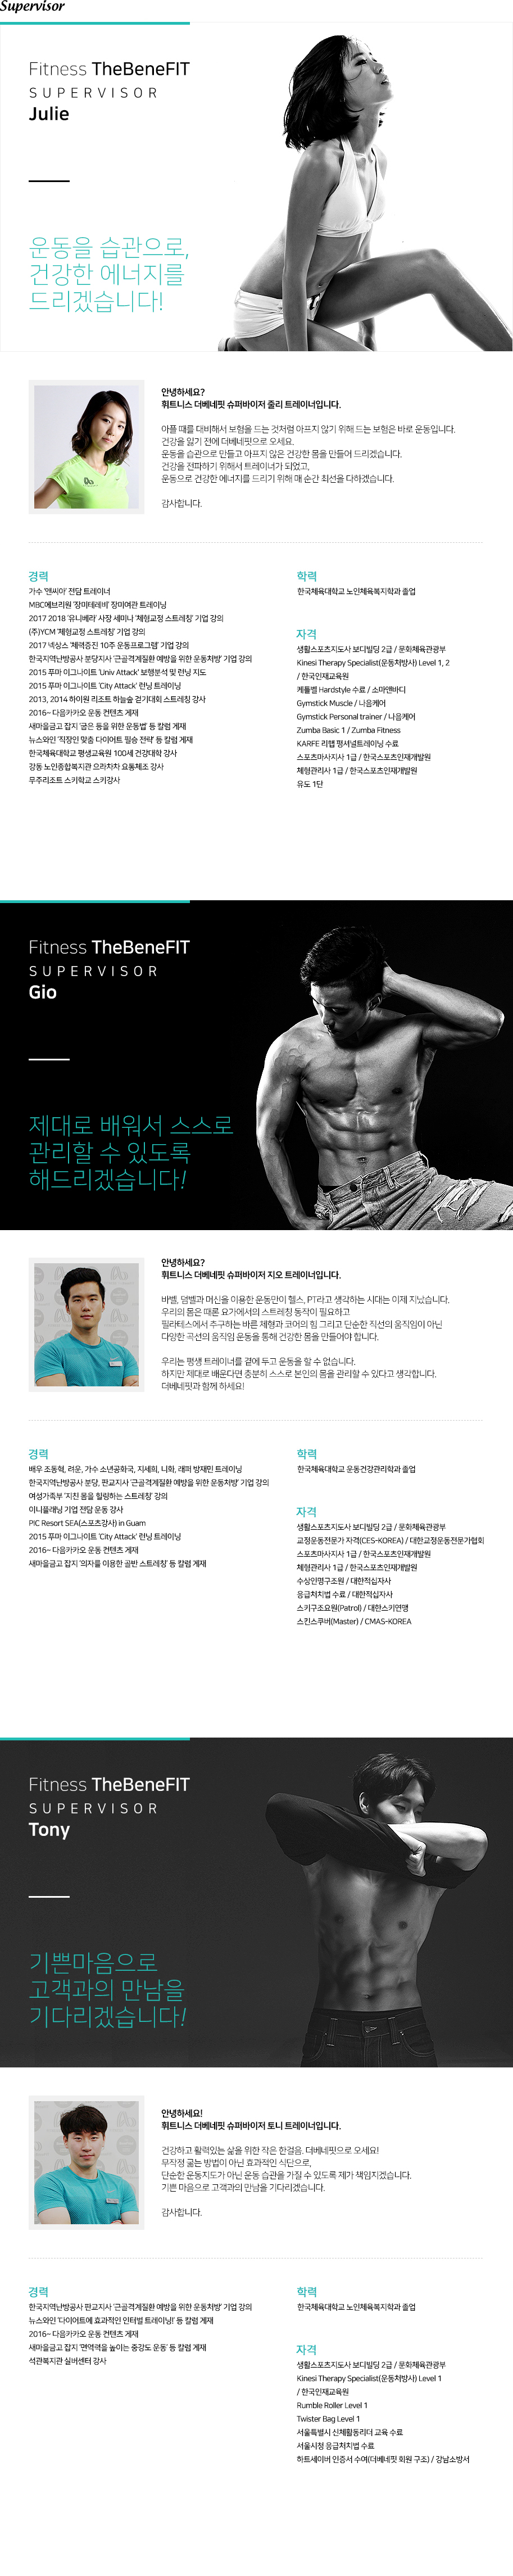 Supervisor
Fitness TheBeneFIT
SUPERVISOR
Julie
운동을 습관으로,
건강한 에너지를
드리겠습니다!
안녕하세요?
휘트니스 더베네핏 슈퍼바이저 줄리 트레이너입니다.
아플 때를 대비해서 보험을 드는 것처럼 아프지 않기 위해 드는 보험은 바로 운동입니다.
건강을 잃기 전에 더베네핏으로 오세요.
운동을 습관으로 만들고 아프지 않은 건강한 몸을 만들어 드리겠습니다.
건강을 전파하기 위해서 트레이너가 되었고,
운동으로 건강한 에너지를 드리기 위해 매 순간 최선을 다하겠습니다.
감사합니다.
경력
가수 '앤씨아' 전담 트레이너
MBC에브리원 '장미테레비' 장미여관 트레이닝
2017 2018 '유니베라' 사장 세미나 '체형교정 스트레칭' 기업 강의
(주)YCM '체형교정 스트레칭' 기업 강의
2017 넥상스 '체력증진 10주 운동프로그램' 기업 강의
한국지역난방공사 분당지사 '근골격계질환 예방을 위한 운동처방' 기업 강의
2015 푸마 이그나이트 'Univ Attack' 보행분석 및 런닝 지도
2015 푸마 이그나이트 'City Attack' 런닝 트레이닝
2013, 2014 하이원 리조트 하늘숲 걷기대회 스트레칭 강사
2016~ 다음카카오 운동 컨텐츠 게재
새마을금고 잡지 '굽은 등을 위한 운동법' 등 칼럼 게재
뉴스와인 '직장인 맞춤 다이어트 필승 전략' 등 칼럼 게재
한국체육대학교 평생교육원 100세 건강대학 강사
강동 노인종합복지관 으라차차 요통체조 강사
무주리조트 스키학교 스키강사
학력
한국체육대학교 노인체육복지학과 졸업
자격
생활스포츠지도사 보디빌딩 2급 / 문화체육관광부
Kinesi Therapy Specialist(운동처방사) Level 1, 2
/ 한국인재교육원
케틀벨 Hardstyle 수료 / 소마앤바디
Gymstick Muscle / 나음케어
Gymstick Personal trainer / 나음케어
Zumba Basic 1 / Zumba Fitness
KARFE 리햅 펑셔널트레이닝 수료
스포츠마사지사 1급 / 한국스포츠인재개발원
체형관리사 1급 / 한국스포츠인재개발원
유도 1단
Fitness TheBeneFIT
SUPERVISOR
Gio
제대로 배워서 스스로
관리할 수 있도록
해드리겠습니다!
안녕하세요?
휘트니스 더베네핏 슈퍼바이저 지오 트레이너입니다.
바벨, 덤벨과 머신을 이용한 운동만이 헬스, PT라고 생각하는 시대는 이제 지났습니다.
우리의 몸은 때론 요가에서의 스트레칭 동작이 필요하고
필라테스에서 추구하는 바른 체형과 코어의 힘 그리고 단순한 직선의 움직임이 아닌
다양한 곡선의 움직임 운동을 통해 건강한 몸을 만들어야 합니다.
우리는 평생 트레이너를 곁에 두고 운동을 할 수 없습니다.
하지만 제대로 배운다면 충분히 스스로 본인의 몸을 관리할 수 있다고 생각합니다.
더베네핏과 함께 하세요!
경력
배우 조동혁, 려운, 가수 소년공화국, 지세희, 니화, 래퍼 방재민 트레이닝
한국지역난방공사 분당, 판교지사 '근골격계질환 예방을 위한 운동처방' 기업 강의
여성가족부 '지친 몸을 힐링하는 스트레칭' 강의
이니플래닝 기업 전담 운동 강사
PIC Resort SEA(스포츠강사) in Guam
2015 푸마 이그나이트 'City Attack' 런닝 트레이닝
2016~ 다음카카오 운동 컨텐츠 게재
새마을금고 잡지 '의자를 이용한 골반 스트레칭' 등 칼럼 게재
학력
한국체육대학교 운동건강관리학과 졸업
자격
생활스포츠지도사 보디빌딩 2급 / 문화체육관광부
교정운동전문가 자격(CES-KOREA) / 대한교정운동전문가협회
스포츠마사지사 1급 / 한국스포츠인재개발원
체형관리사 1급 / 한국스포츠인재개발원
수상인명구조원 / 대한적십자사
응급처치법 수료 / 대한적십자사
스키구조요원(Patrol) / 대한스키연맹
스킨스쿠버(Master) / CMAS-KOREA
Fitness TheBeneFIT
SUPERVISOR
Tony
기쁜마음으로
고객과의 만남을
기다리겠습니다!
안녕하세요!
휘트니스 더베네핏 슈퍼바이저 토니 트레이너입니다.
건강하고 활력있는 삶을 위한 작은 한걸음. 더베네핏으로 오세요!
무작정 굶는 방법이 아닌 효과적인 식단으로,
단순한 운동지도가 아닌 운동 습관을 가질 수 있도록 제가 책임지겠습니다.
기쁜 마음으로 고객과의 만남을 기다리겠습니다.
감사합니다.
경력
한국지역난방공사 판교지사 '근골격계질환 예방을 위한 운동처방' 기업 강의
뉴스와인 '다이어트에 효과적인 인터벌 트레이닝!' 등 칼럼 게재
2016~ 다음카카오 운동 컨텐츠 게재
새마을금고 잡지 '면역력을 높이는 중강도 운동' 등 칼럼 게재
석관복지관 실버센터 강사
학력
한국체육대학교 노인체육복지학과 졸업
자격
생활스포츠지도사 보디빌딩 2급 / 문화체육관광부
Kinesi Therapy Specialist(운동처방사) Level 1
/ 한국인재교육원
Rumble Roller Level 1
Twister Bag Level 1
서울특별시 신체활동리더 교육 수료
서울시청 응급처치법 수료
하트세이버 인증서 수여(더베네핏 회원 구조) / 강남소방서